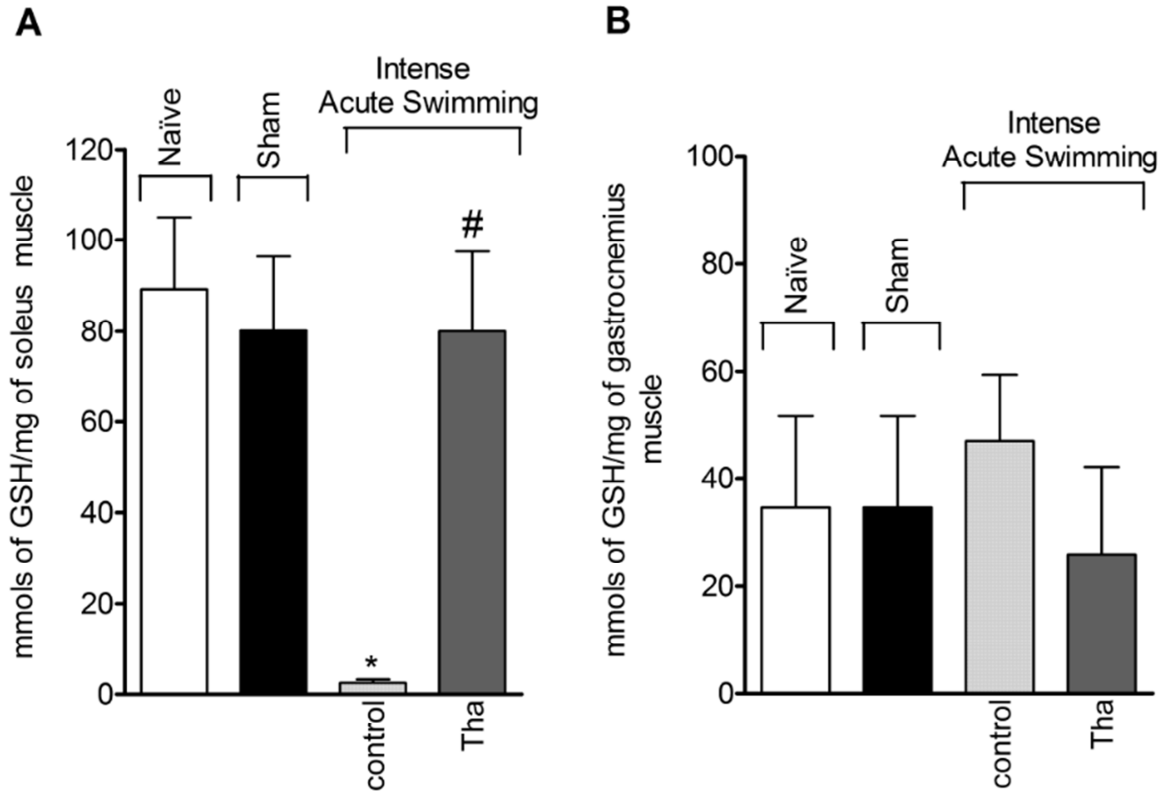 A
Intense
Acute Swimming
Naïve
Sham
120
100
80
60
40
20
0
mmols of GSH/mg of soleus muscle
#
*
control
Tha
B
Intense
Acute Swimming
Naïve
Sham
100
80
60
40
20
0
mmols of GSH/mg of gastrocnemius
muscle
control
Tha